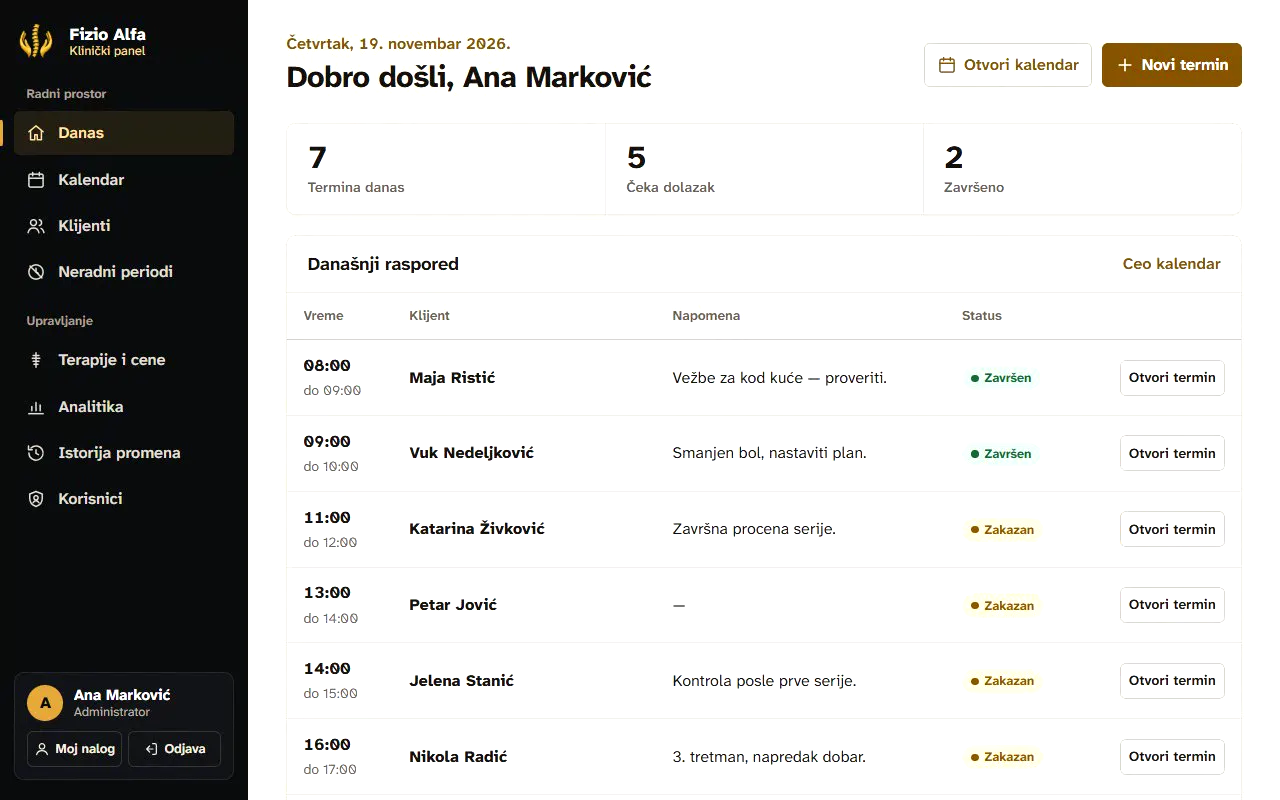 Fizio Alfa
Klinički panel
Radni prostor
Danas
Kalendar
Klijenti
Neradni periodi
Upravljanje
Terapije i cene
Analitika
Istorija promena
Korisnici
A
Ana Marković
Administrator
Moj nalog
Odjava
Četvrtak, 19. novembar 2026.
Dobro došli, Ana Marković
Otvori kalendar
Novi termin
7
Termina danas
5
Čeka dolazak
2
Završeno
Današnji raspored
Ceo kalendar
Vreme Klijent Napomena Status
08:00
do 09:00
Maja Ristić
Vežbe za kod kuće — proveriti.
Završen
Otvori termin
09:00
do 10:00
Vuk Nedeljković
Smanjen bol, nastaviti plan.
Završen
Otvori termin
11:00
do 12:00
Katarina Živković
Završna procena serije.
Zakazan
Otvori termin
13:00
do 14:00
Petar Jović
—
Zakazan
Otvori termin
14:00
do 15:00
Jelena Stanić
Kontrola posle prve serije.
Zakazan
Otvori termin
16:00
do 17:00
Nikola Radić
3. tretman, napredak dobar.
Zakazan
Otvori termin